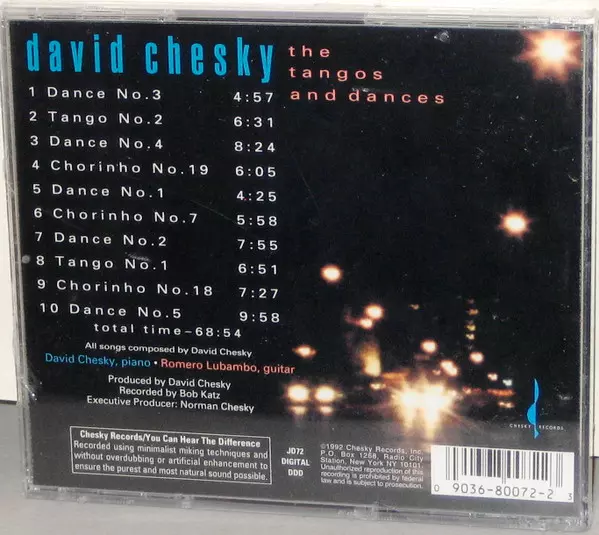 david chesky
the
tangos
and dances
1 Dance No.3 4:57
2 Tango No.2 6:31
3 Dance No.4 8:24
4 Chorinho No.19 6:05
5 Dance No.1 4:25
6 Chorinho No.7 5:58
7 Dance No.2 7:55
8 Tango No.1 6:51
9 Chorinho No.18 7:27
10 Dance No.5 9:58
total time–68:54
All songs composed by David Chesky
David Chesky, piano • Romero Lubambo, guitar
Produced by David Chesky
Recorded by Bob Katz
Executive Producer: Norman Chesky
CHESKY RECORDS
Chesky Records/You Can Hear The Difference
Recorded using minimalist miking techniques and
without overdubbing or artificial enhancement to
ensure the purest and most natural sound possible.
JD72
DIGITAL
DDD
©1992 Chesky Records, Inc.
P.O. Box 1268, Radio City
Station, New York NY 10101.
Unauthorized reproduction of this
recording is prohibited by federal
law and is subject to prosecution.
0 9036-80072-2 3